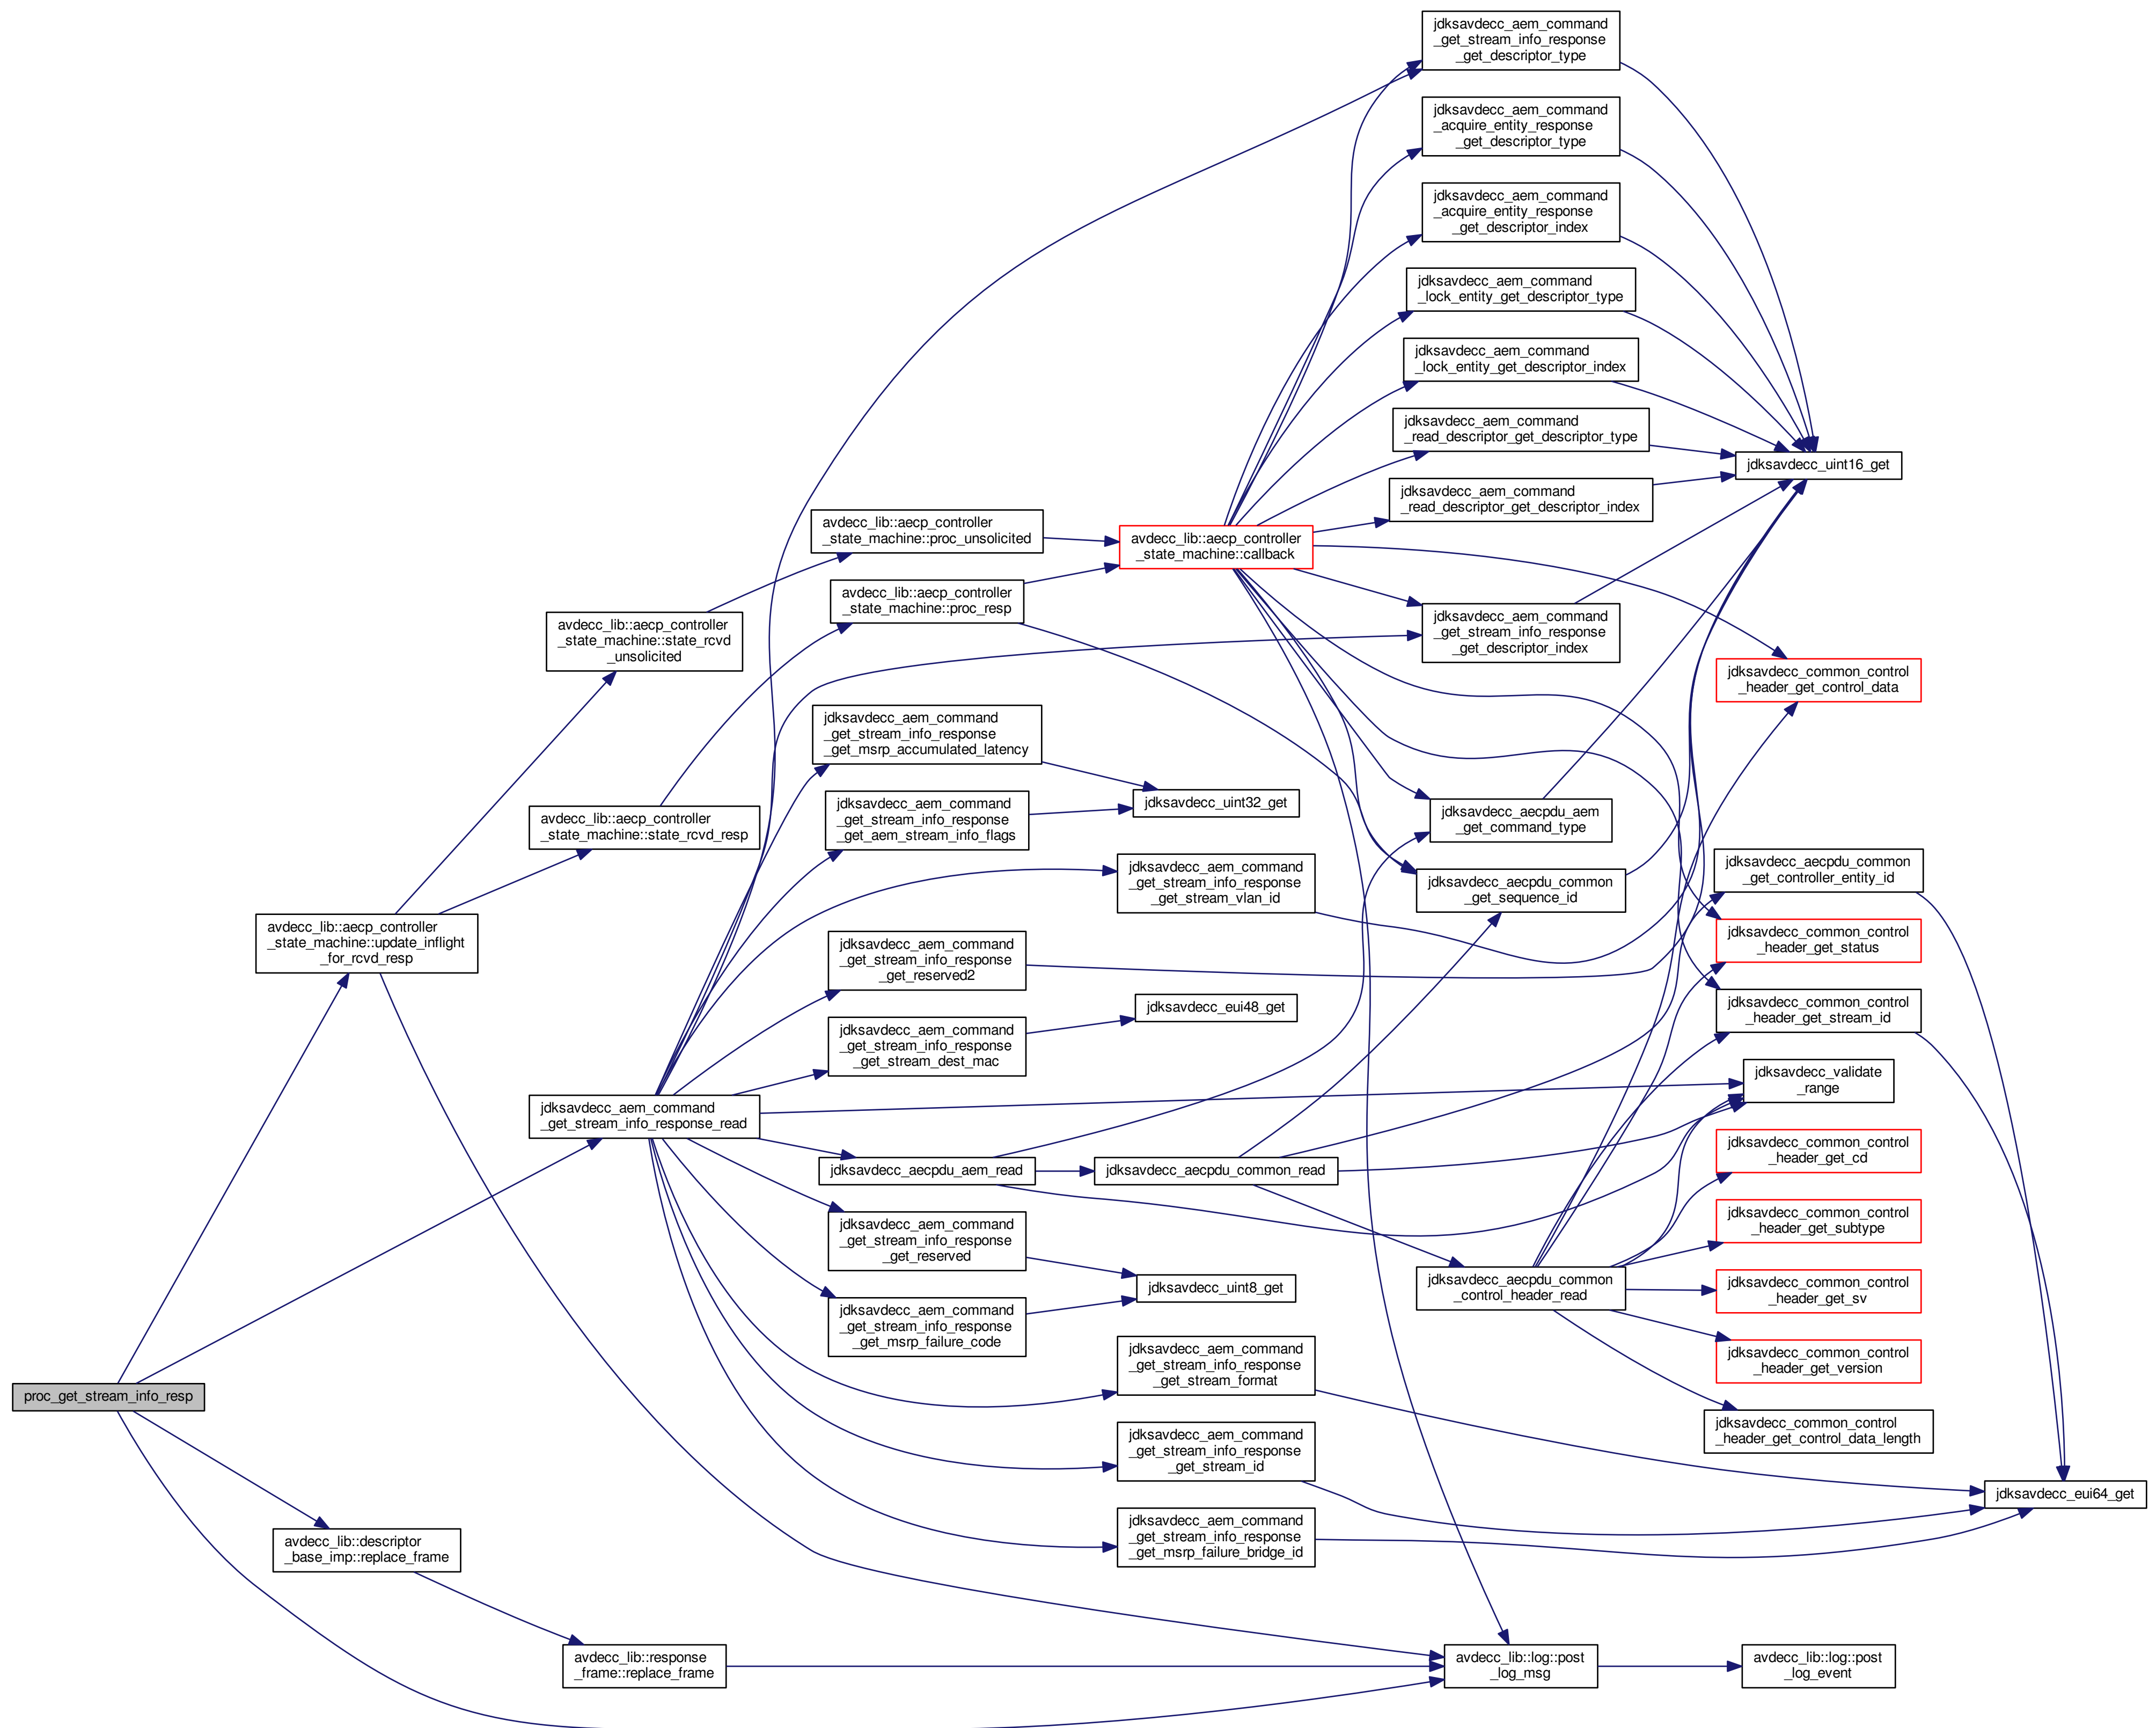 proc_get_stream_info_resp
avdecc_lib::aecp_controller
_state_machine::update_inflight
_for_rcvd_resp
jdksavdecc_aem_command
_get_stream_info_response_read
avdecc_lib::descriptor
_base_imp::replace_frame
avdecc_lib::aecp_controller
_state_machine::state_rcvd
_unsolicited
avdecc_lib::aecp_controller
_state_machine::state_rcvd_resp
avdecc_lib::response
_frame::replace_frame
avdecc_lib::aecp_controller
_state_machine::proc_unsolicited
avdecc_lib::aecp_controller
_state_machine::proc_resp
jdksavdecc_aem_command
_get_stream_info_response
_get_msrp_accumulated_latency
jdksavdecc_aem_command
_get_stream_info_response
_get_aem_stream_info_flags
jdksavdecc_aem_command
_get_stream_info_response
_get_reserved2
jdksavdecc_aem_command
_get_stream_info_response
_get_stream_dest_mac
jdksavdecc_aecpdu_aem_read
jdksavdecc_aem_command
_get_stream_info_response
_get_reserved
jdksavdecc_aem_command
_get_stream_info_response
_get_msrp_failure_code
avdecc_lib::aecp_controller
_state_machine::callback
jdksavdecc_uint32_get
jdksavdecc_aem_command
_get_stream_info_response
_get_stream_vlan_id
jdksavdecc_eui48_get
jdksavdecc_aecpdu_common_read
jdksavdecc_uint8_get
jdksavdecc_aem_command
_get_stream_info_response
_get_stream_format
jdksavdecc_aem_command
_get_stream_info_response
_get_stream_id
jdksavdecc_aem_command
_get_stream_info_response
_get_msrp_failure_bridge_id
jdksavdecc_aem_command
_get_stream_info_response
_get_descriptor_type
jdksavdecc_aem_command
_acquire_entity_response
_get_descriptor_type
jdksavdecc_aem_command
_acquire_entity_response
_get_descriptor_index
jdksavdecc_aem_command
_lock_entity_get_descriptor_type
jdksavdecc_aem_command
_lock_entity_get_descriptor_index
jdksavdecc_aem_command
_read_descriptor_get_descriptor_type
jdksavdecc_aem_command
_read_descriptor_get_descriptor_index
jdksavdecc_aem_command
_get_stream_info_response
_get_descriptor_index
jdksavdecc_aecpdu_aem
_get_command_type
jdksavdecc_aecpdu_common
_get_sequence_id
jdksavdecc_aecpdu_common
_control_header_read
avdecc_lib::log::post
_log_msg
jdksavdecc_uint16_get
jdksavdecc_common_control
_header_get_control_data
jdksavdecc_aecpdu_common
_get_controller_entity_id
jdksavdecc_common_control
_header_get_status
jdksavdecc_common_control
_header_get_stream_id
jdksavdecc_validate
_range
jdksavdecc_common_control
_header_get_cd
jdksavdecc_common_control
_header_get_subtype
jdksavdecc_common_control
_header_get_sv
jdksavdecc_common_control
_header_get_version
jdksavdecc_common_control
_header_get_control_data_length
avdecc_lib::log::post
_log_event
jdksavdecc_eui64_get